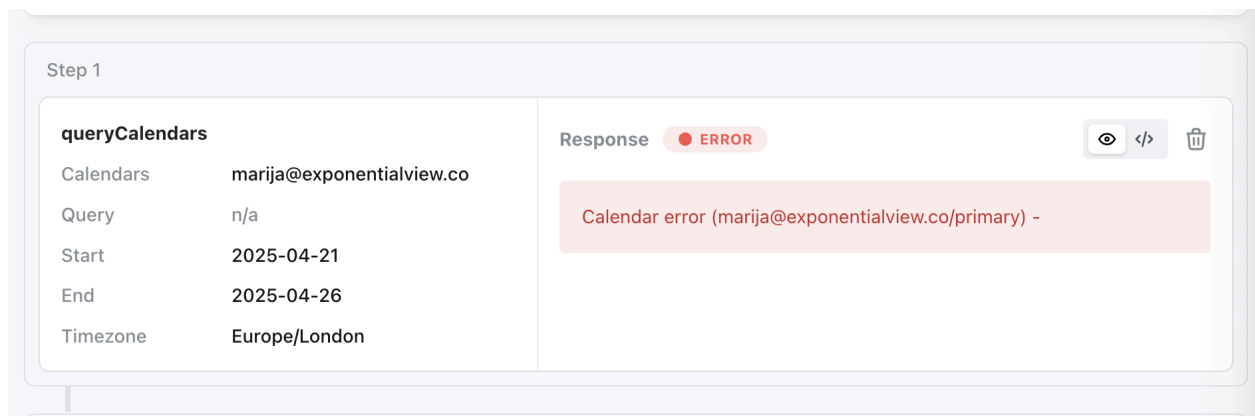 Step 1
queryCalendars
Calendars marija@exponentialview.co
Query n/a
Start 2025-04-21
End 2025-04-26
Timezone Europe/London
Response ERROR </>
Calendar error (marija@exponentialview.co/primary) -